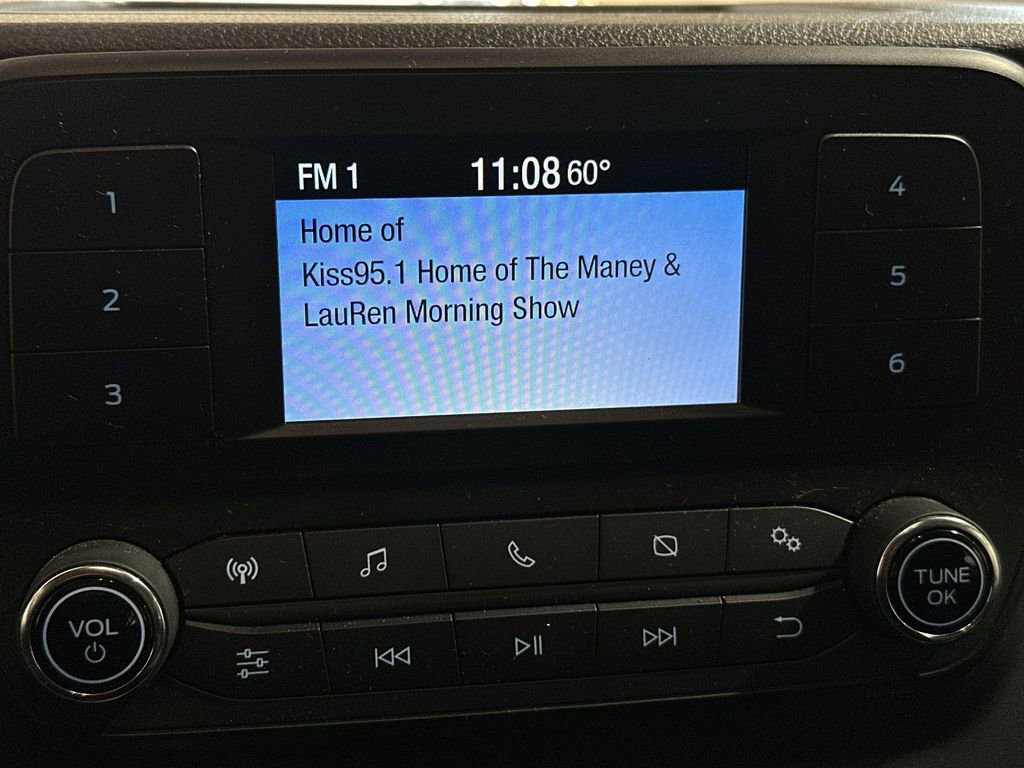 FM 1 11:08 60°
Home of
Kiss95.1 Home of The Maney &
LauRen Morning Show
1
2
3
4
5
6
VOL
TUNE
OK